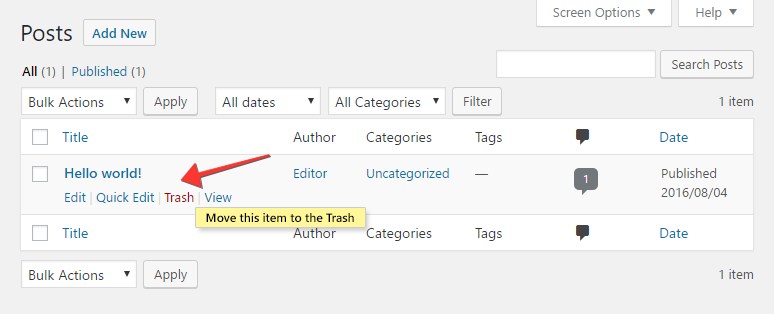 Screen Options Help
Posts Add New
All (1) | Published (1)
Search Posts
Bulk Actions Apply All dates All Categories Filter 1 item
Title Author Categories Tags Date
Hello world! Editor Uncategorized — 1 Published
2016/08/04
Edit | Quick Edit | Trash | View
Move this item to the Trash
Title Author Categories Tags Date
Bulk Actions Apply 1 item